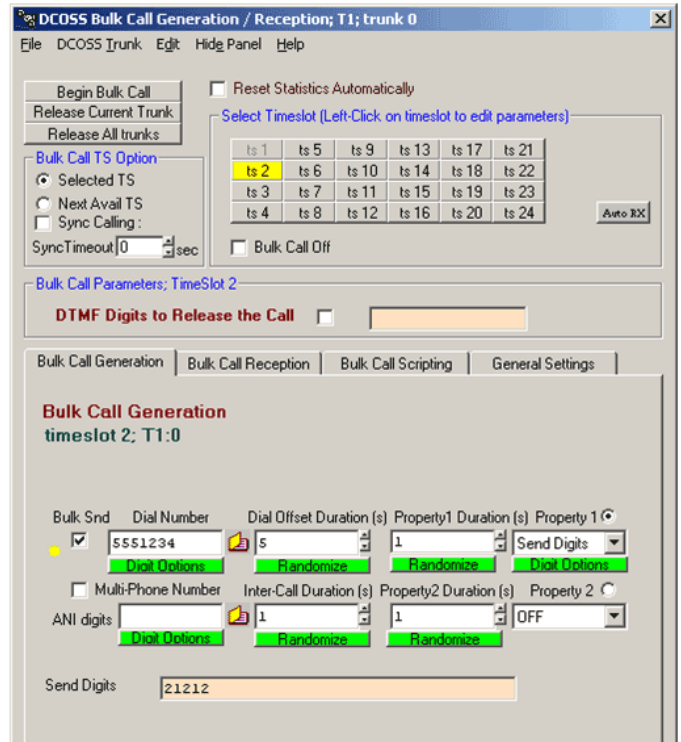 DCOSS Bulk Call Generation / Reception; T1; trunk 0
File DCOSS Trunk Edit Hide Panel Help
Begin Bulk Call
Release Current Trunk
Release All trunks
Reset Statistics Automatically
Bulk Call TS Option
Selected TS
Next Avail TS
Sync Calling :
SyncTimeout 0 sec
Select Timeslot (Left-Click on timeslot to edit parameters)
ts 1 ts 5 ts 9 ts 13 ts 17 ts 21
ts 2 ts 6 ts 10 ts 14 ts 18 ts 22
ts 3 ts 7 ts 11 ts 15 ts 19 ts 23
ts 4 ts 8 ts 12 ts 16 ts 20 ts 24
Auto RX
Bulk Call Off
Bulk Call Parameters; TimeSlot 2
DTMF Digits to Release the Call
Bulk Call Generation Bulk Call Reception Bulk Call Scripting General Settings
Bulk Call Generation
timeslot 2; T1:0
Bulk Snd Dial Number Dial Offset Duration (s) Property1 Duration (s) Property 1
5551234 5 1 Send Digits
Digit Options Randomize Randomize Digit Options
Multi-Phone Number Inter-Call Duration (s) Property2 Duration (s) Property 2
ANI digits 1 1 OFF
Digit Options Randomize Randomize
Send Digits 21212